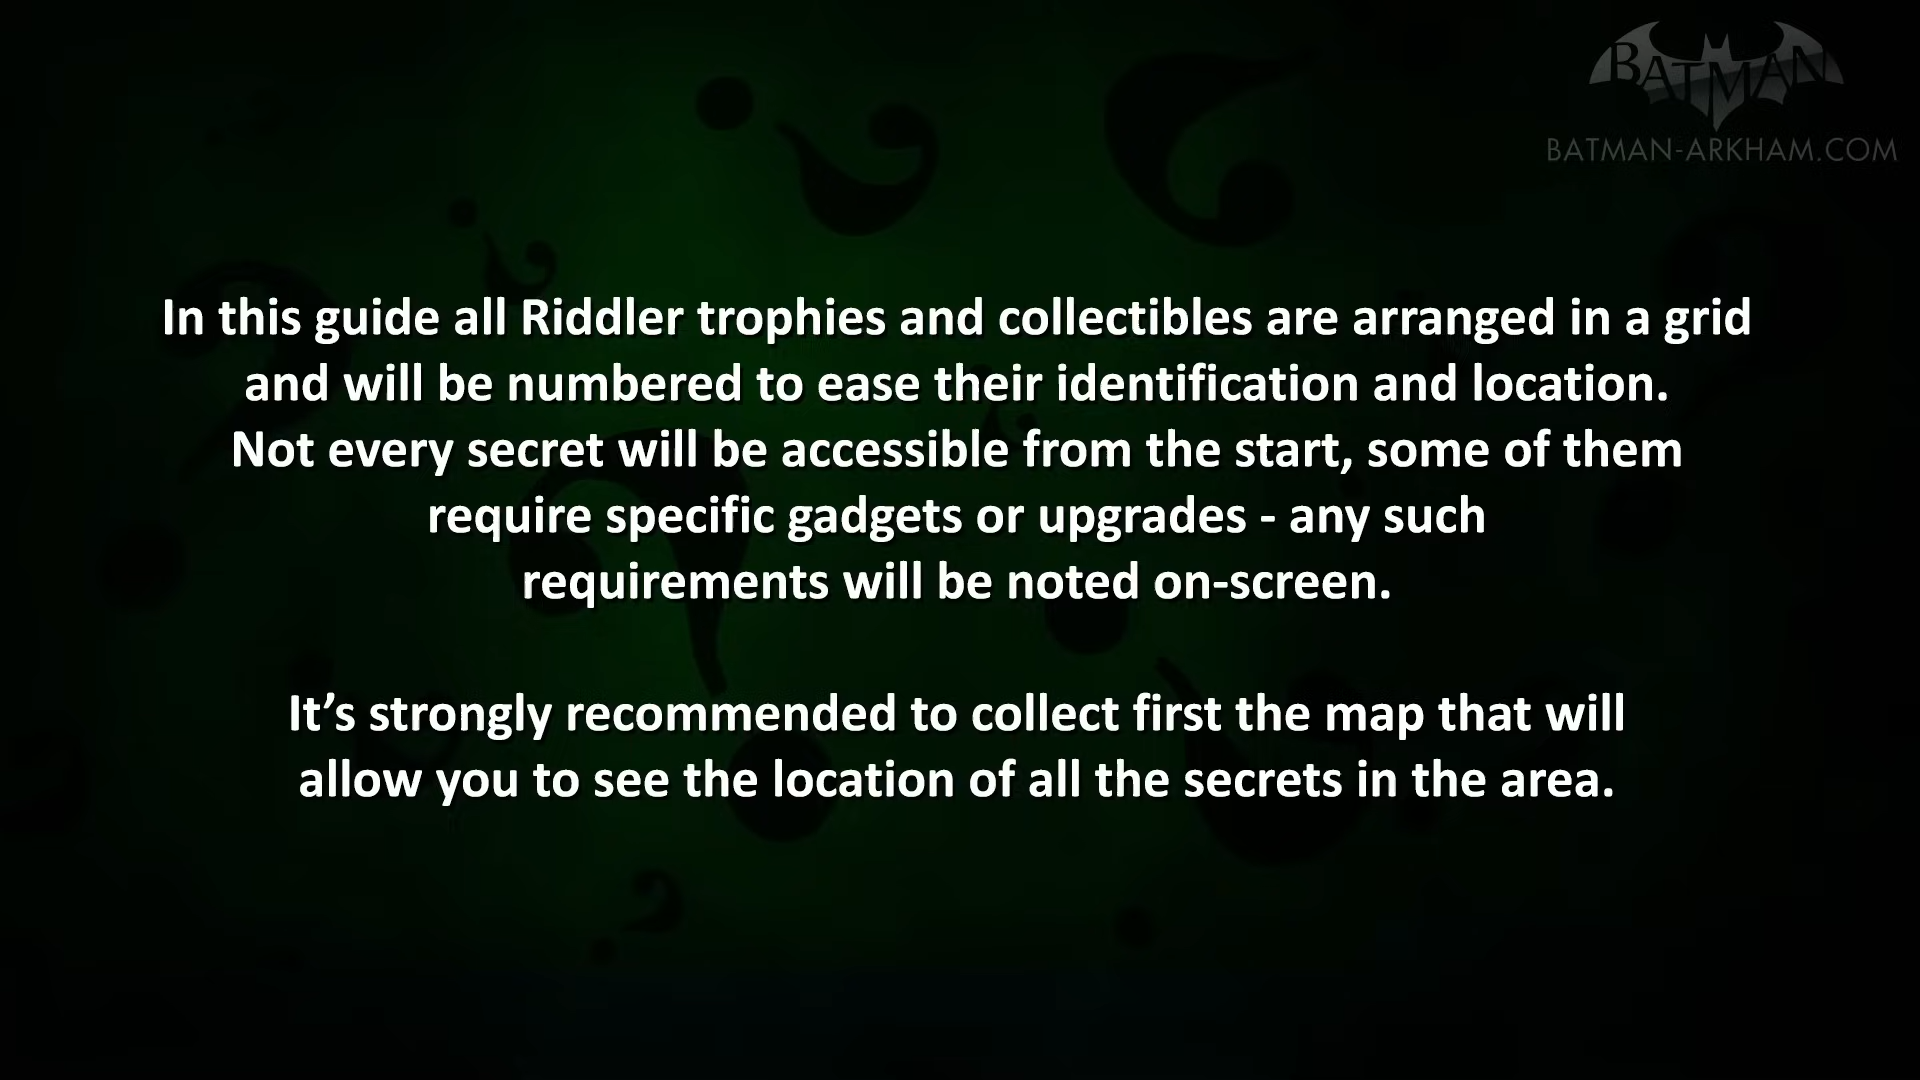 BATMAN
BATMAN-ARKHAM.COM
In this guide all Riddler trophies and collectibles are arranged in a grid
and will be numbered to ease their identification and location.
Not every secret will be accessible from the start, some of them
require specific gadgets or upgrades - any such
requirements will be noted on-screen.
It’s strongly recommended to collect first the map that will
allow you to see the location of all the secrets in the area.